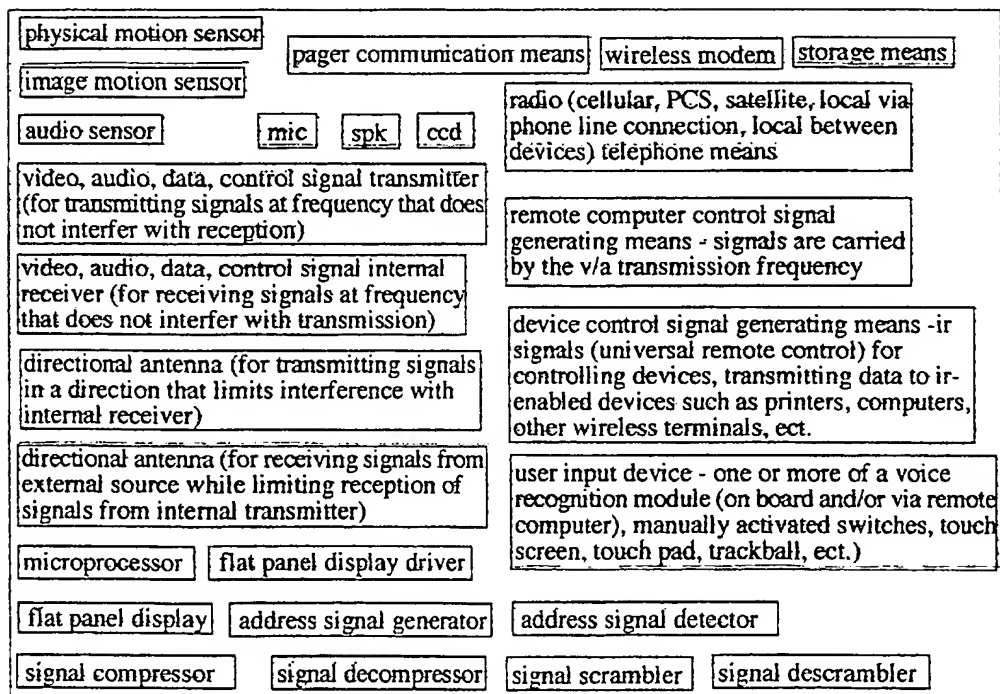 physical motion sensor
pager communication means
wireless modem
storage means
image motion sensor
audio sensor
mic
spk
ccd
radio (cellular, PCS, satellite, local via
phone line connection, local between
devices) telephone means
video, audio, data, control signal transmitter
(for transmitting signals at frequency that does
not interfer with reception)
remote computer control signal
generating means - signals are carried
by the v/a transmission frequency
video, audio, data, control signal internal
receiver (for receiving signals at frequency
that does not interfer with transmission)
device control signal generating means -ir
signals (universal remote control) for
controlling devices, transmitting data to ir-
enabled devices such as printers, computers,
other wireless terminals, ect.
directional antenna (for transmitting signals
in a direction that limits interference with
internal receiver)
directional antenna (for receiving signals from
external source while limiting reception of
signals from internal transmitter)
user input device - one or more of a voice
recognition module (on board and/or via remote
computer), manually activated switches, touch
screen, touch pad, trackball, ect.)
microprocessor
flat panel display driver
flat panel display
address signal generator
address signal detector
signal compressor
signal decompressor
signal scrambler
signal descrambler